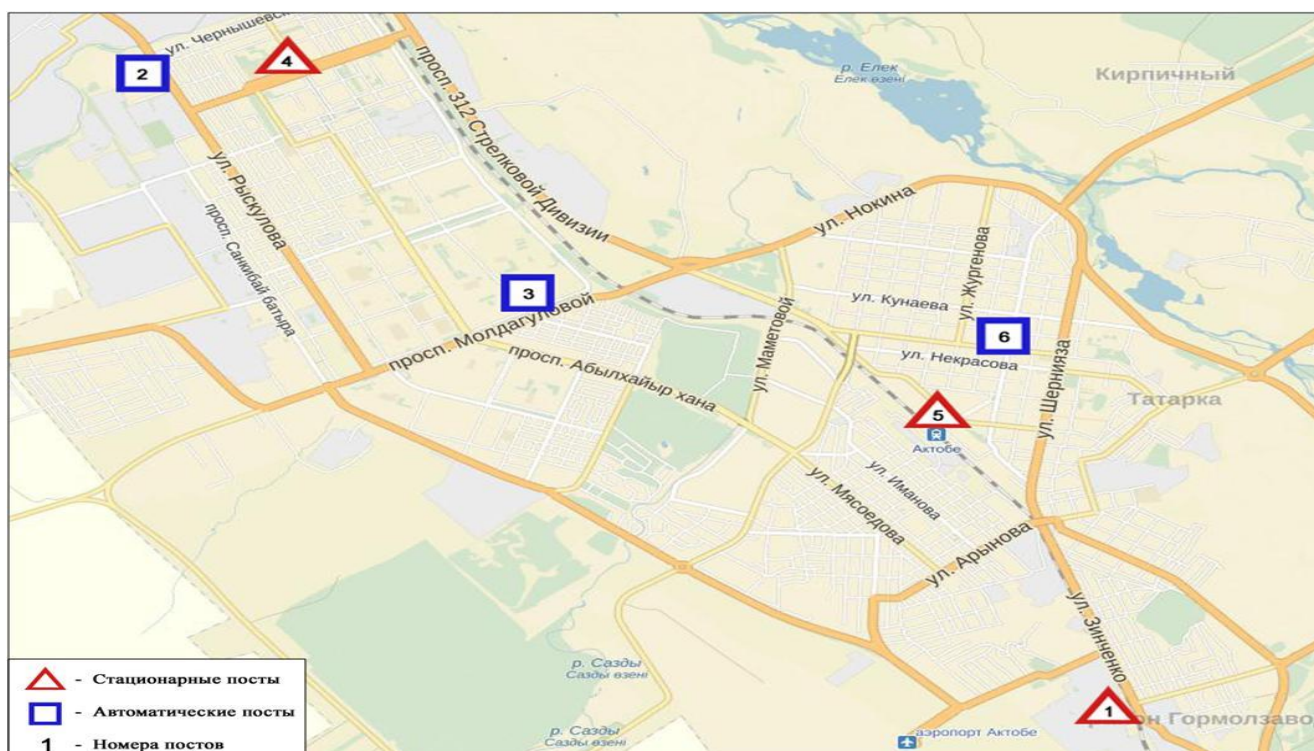 ул. Чернышевск
4
2
просп. 312 Стрелковой Дивизии
р. Елек
Елек өзені
Кирпичный
ул. Рыскулова
просп. Санкибай батыра
ул. Нокина
ул. Жургенова
3
ул. Кунаева
просп. Молдагуловой
6
ул. Маметовой
просп. Абылхайыр хана
ул. Некрасова
ул. Шернияза
Татарка
5
Актобе
ул. Иманова
ул. Мясоедова
ул. Арынова
ул. Зинченко
р. Сазды
Сазды өзені
1
он Гормолзаво
р. Сазды
Сазды өзені
аэропорт Актобе
- Стационарные посты
- Автоматические посты
1 - Номера постов